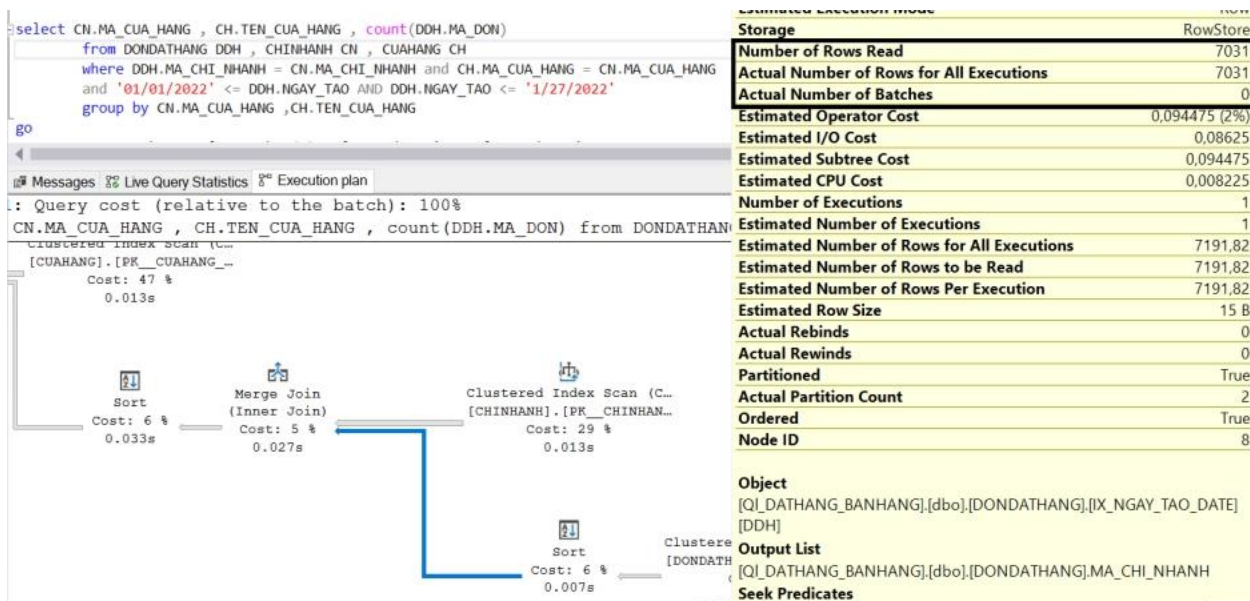 select CN.MA_CUA_HANG , CH.TEN_CUA_HANG , count(DDH.MA_DON)
from DONDATHANG DDH , CHINHANH CN , CUAHANG CH
where DDH.MA_CHI_NHANH = CN.MA_CHI_NHANH and CH.MA_CUA_HANG = CN.MA_CUA_HANG
and '01/01/2022' <= DDH.NGAY_TAO AND DDH.NGAY_TAO <= '1/27/2022'
group by CN.MA_CUA_HANG ,CH.TEN_CUA_HANG
go
Messages Live Query Statistics Execution plan
: Query cost (relative to the batch): 100%
CN.MA_CUA_HANG , CH.TEN_CUA_HANG , count(DDH.MA_DON) from DONDATHAN
Clustered Index Scan (C…
[CUAHANG].[PK__CUAHANG_…
Cost: 47 %
0.013s
Sort
Cost: 6 %
0.033s
Merge Join
(Inner Join)
Cost: 5 %
0.027s
Clustered Index Scan (C…
[CHINHANH].[PK__CHINHAN…
Cost: 29 %
0.013s
Sort
Cost: 6 %
0.007s
Clustere
[DONDATH
Estimated Execution Mode Row
Storage RowStore
Number of Rows Read 7031
Actual Number of Rows for All Executions 7031
Actual Number of Batches 0
Estimated Operator Cost 0,094475 (2%)
Estimated I/O Cost 0,08625
Estimated Subtree Cost 0,094475
Estimated CPU Cost 0,008225
Number of Executions 1
Estimated Number of Executions 1
Estimated Number of Rows for All Executions 7191,82
Estimated Number of Rows to be Read 7191,82
Estimated Number of Rows Per Execution 7191,82
Estimated Row Size 15 B
Actual Rebinds 0
Actual Rewinds 0
Partitioned True
Actual Partition Count 2
Ordered True
Node ID 8
Object
[Ql_DATHANG_BANHANG].[dbo].[DONDATHANG].[IX_NGAY_TAO_DATE]
[DDH]
Output List
[Ql_DATHANG_BANHANG].[dbo].[DONDATHANG].MA_CHI_NHANH
Seek Predicates